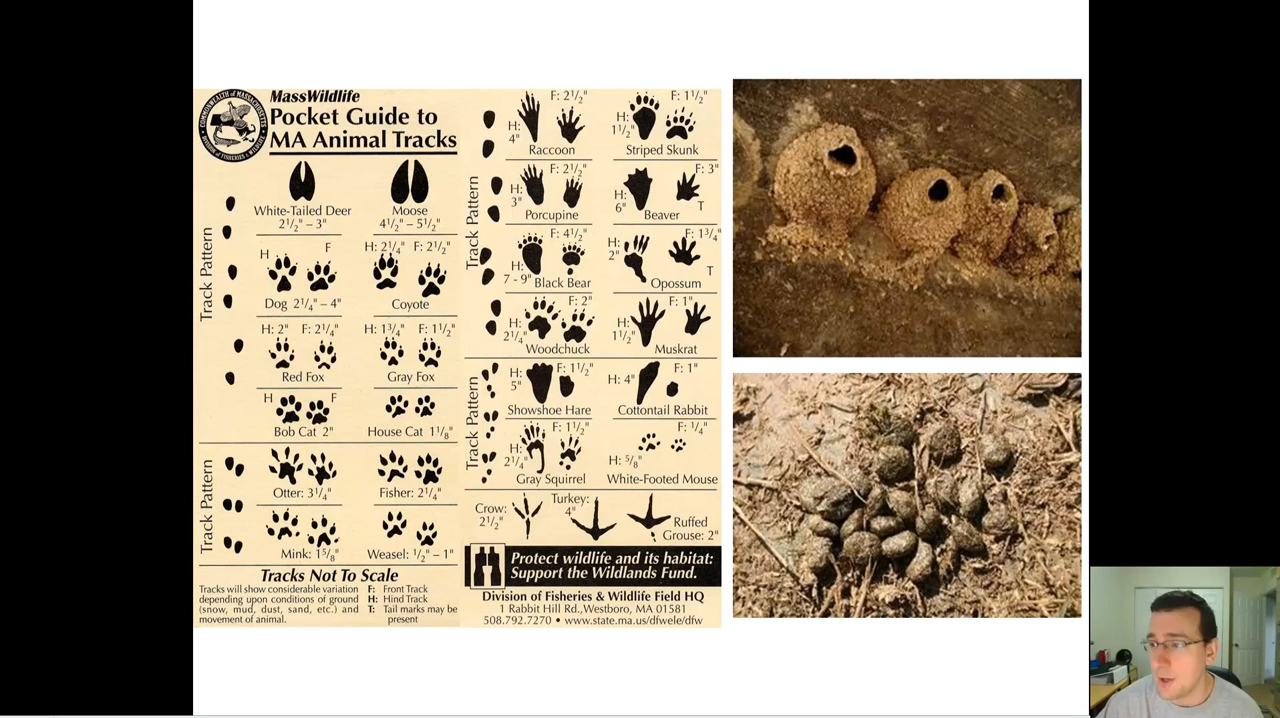 MassWildlife
Pocket Guide to
MA Animal Tracks
COMMONWEALTH of MASSACHUSETTS
DIVISION OF FISHERIES & WILDLIFE
Track Pattern
White-Tailed Deer
2 1/2" – 3"
Moose
4 1/2" – 5 1/2"
H F
Dog 2 1/4" – 4"
H: 2 1/4" F: 2 1/2"
Coyote
H: 2" F: 2 1/4"
Red Fox
H: 1 3/4" F: 1 1/2"
Gray Fox
H F
Bob Cat 2"
House Cat 1 1/8"
Track Pattern
Otter: 3 1/4"
Fisher: 2 1/4"
Mink: 1 5/8"
Weasel: 1/2" – 1"
Tracks Not To Scale
Tracks will show considerable variation
depending upon conditions of ground
(snow, mud, dust, sand, etc.) and
movement of animal.
F: Front Track
H: Hind Track
T: Tail marks may be
present
Track Pattern
F: 2 1/2"
H: 4"
Raccoon
F: 1 1/2"
H: 1 1/2"
Striped Skunk
F: 2 1/2"
H: 3"
Porcupine
F: 3"
H: 6"
T
Beaver
F: 4 1/2"
H: 7 - 9"
Black Bear
F: 1 3/4"
H: 2"
T
Opossum
F: 2"
H: 2 1/4"
Woodchuck
F: 1"
H: 1 1/2"
Muskrat
Track Pattern
F: 1 1/2"
H: 5"
Showshoe Hare
F: 1"
H: 4"
Cottontail Rabbit
F: 1 1/2"
H: 2 1/4"
Gray Squirrel
F: 1/4"
H: 5/8"
White-Footed Mouse
Crow:
2 1/2"
Turkey:
4"
Ruffed
Grouse: 2"
Protect wildlife and its habitat:
Support the Wildlands Fund.
Division of Fisheries & Wildlife Field HQ
1 Rabbit Hill Rd.,Westboro, MA 01581
508.792.7270 • www.state.ma.us/dfwele/dfw